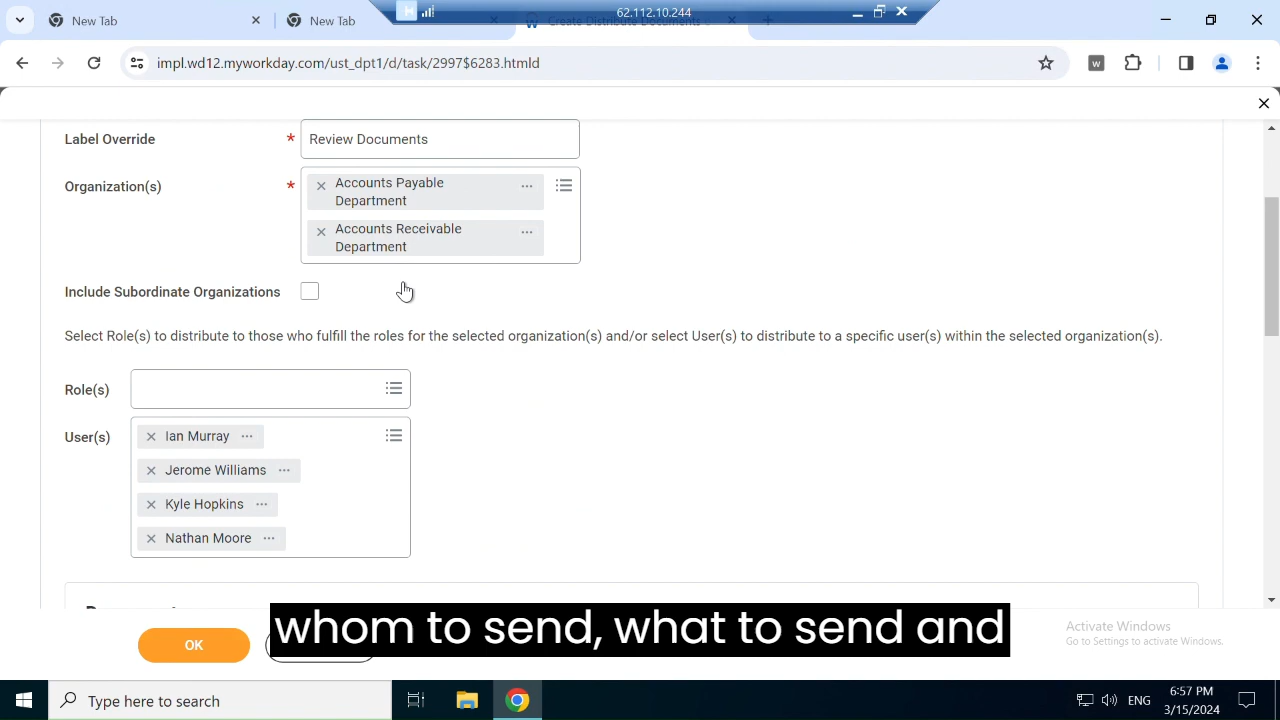 New Tab
New Tab
62.112.10.244
Create Distribute Documents
impl.wd12.myworkday.com/ust_dpt1/d/task/2997$6283.htmld
Label Override
*
Review Documents
Organization(s)
*
Accounts Payable
Department
Accounts Receivable
Department
Include Subordinate Organizations
Select Role(s) to distribute to those who fulfill the roles for the selected organization(s) and/or select User(s) to distribute to a specific user(s) within the selected organization(s).
Role(s)
User(s)
Ian Murray
Jerome Williams
Kyle Hopkins
Nathan Moore
OK
whom to send, what to send and
Activate Windows
Go to Settings to activate Windows.
Type here to search
ENG
6:57 PM
3/15/2024